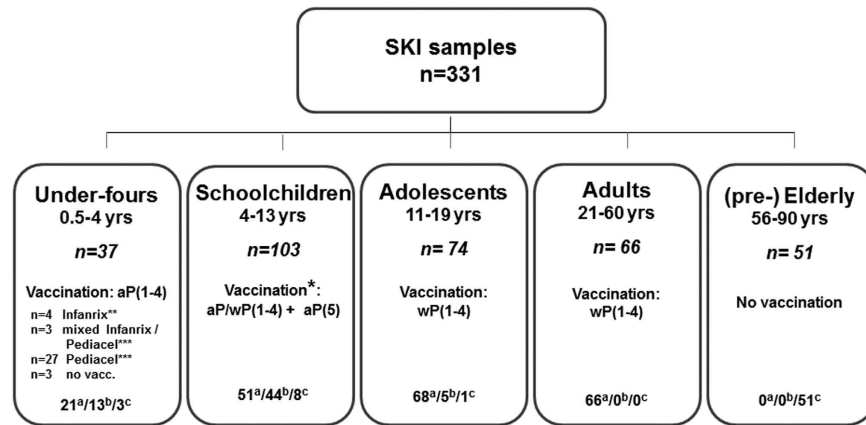 SKI samples
n=331
Under-fours
0.5-4 yrs
n=37
Vaccination: aP(1-4)
n=4 Infanrix**
n=3 mixed Infanrix /
Pediacel***
n=27 Pediacel***
n=3 no vacc.
21ᵃ/13ᵇ/3ᶜ
Schoolchildren
4-13 yrs
n=103
Vaccination*:
aP/wP(1-4) + aP(5)
51ᵃ/44ᵇ/8ᶜ
Adolescents
11-19 yrs
n= 74
Vaccination:
wP(1-4)
68ᵃ/5ᵇ/1ᶜ
Adults
21-60 yrs
n= 66
Vaccination:
wP(1-4)
66ᵃ/0ᵇ/0ᶜ
(pre-) Elderly
56-90 yrs
n= 51
No vaccination
0ᵃ/0ᵇ/51ᶜ